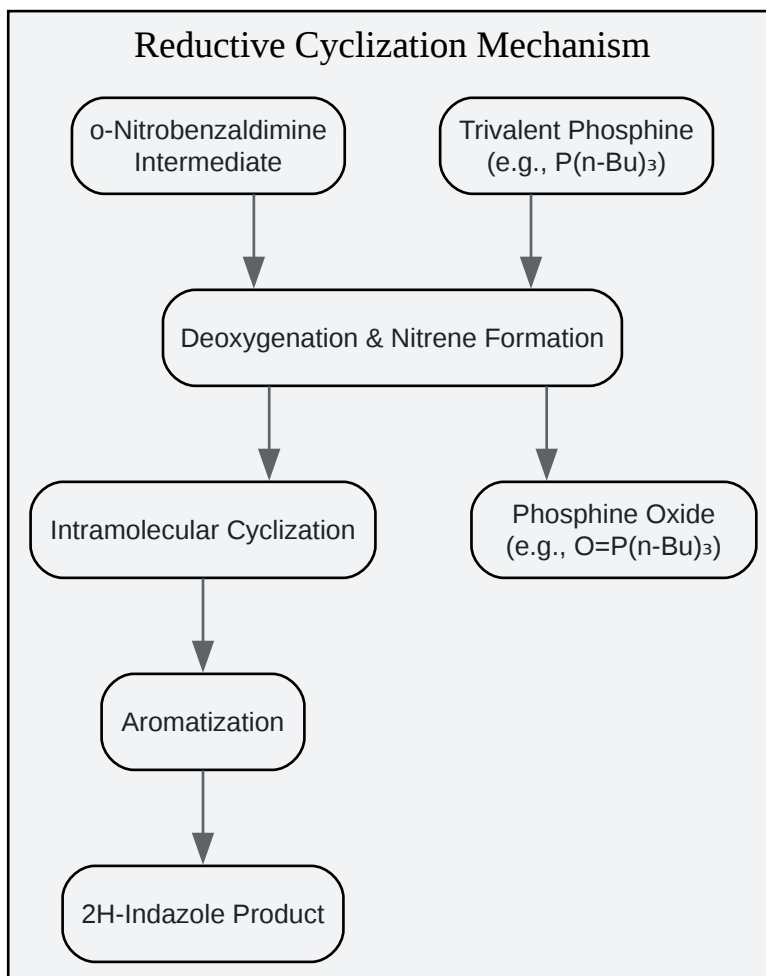 Reductive Cyclization Mechanism
o-Nitrobenzaldimine
Intermediate
Trivalent Phosphine
(e.g., P(n-Bu)₃)
Deoxygenation & Nitrene Formation
Intramolecular Cyclization
Phosphine Oxide
(e.g., O=P(n-Bu)₃)
Aromatization
2H-Indazole Product